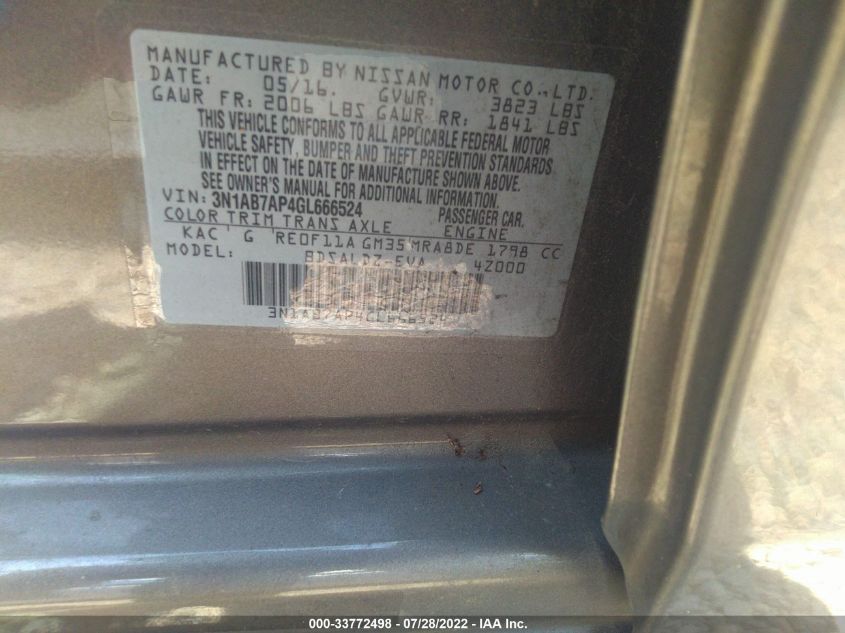 MANUFACTURED BY NISSAN MOTOR CO., LTD.
DATE: 05/16. GVWR: 3823 LBS
GAWR FR: 2006 LBS GAWR RR: 1841 LBS
THIS VEHICLE CONFORMS TO ALL APPLICABLE FEDERAL MOTOR
VEHICLE SAFETY, BUMPER AND THEFT PREVENTION STANDARDS
IN EFFECT ON THE DATE OF MANUFACTURE SHOWN ABOVE.
SEE OWNER'S MANUAL FOR ADDITIONAL INFORMATION.
VIN: 3N1AB7AP4GL666524 PASSENGER CAR.
COLOR TRIM TRANS AXLE ENGINE
KAC G RE0F11A GM35 MRA8DE 1798 CC
MODEL: BDSALDZ-EVA 4Z000
000-33772498 | 07/28/2022 | IAA Inc.